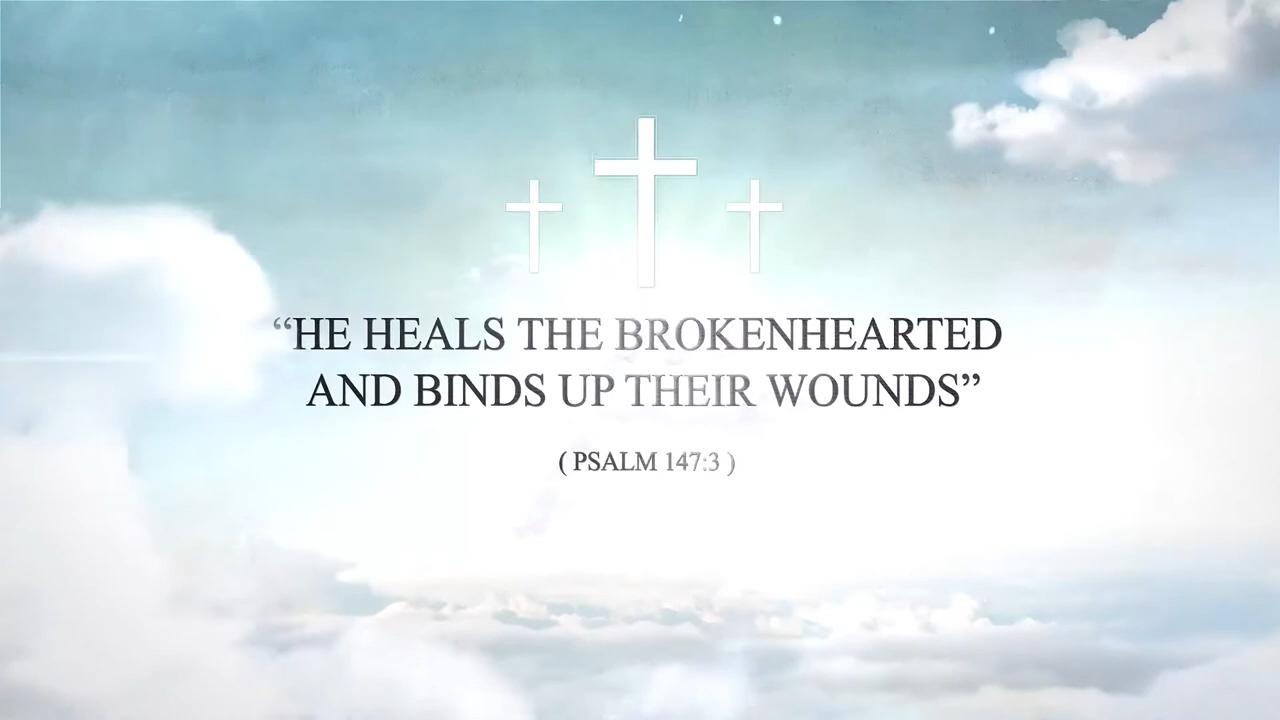 “HE HEALS THE BROKENHEARTED
AND BINDS UP THEIR WOUNDS”
( PSALM 147:3 )